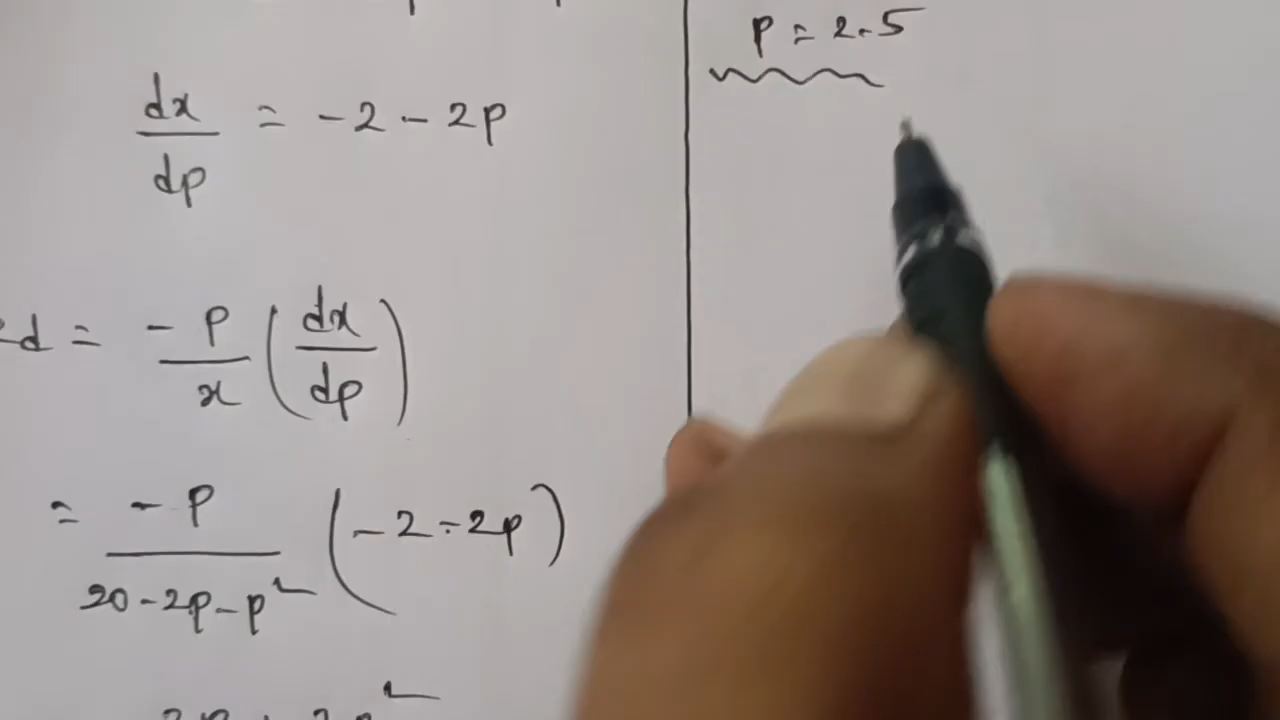 dx/dp = -2 - 2p
d = -p/x (dx/dp)
= -p/(20-2p-p²) (-2-2p)
p = 2.5